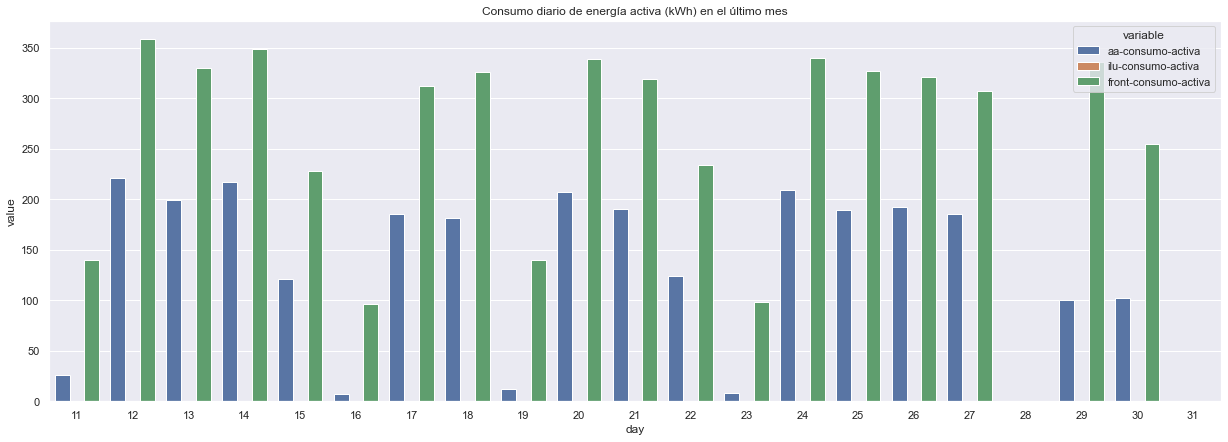 Consumo diario de energía activa (kWh) en el último mes
variable
aa-consumo-activa
ilu-consumo-activa
front-consumo-activa
350
300
250
200
150
100
50
0
value
11 12 13 14 15 16 17 18 19 20 21 22 23 24 25 26 27 28 29 30 31
day